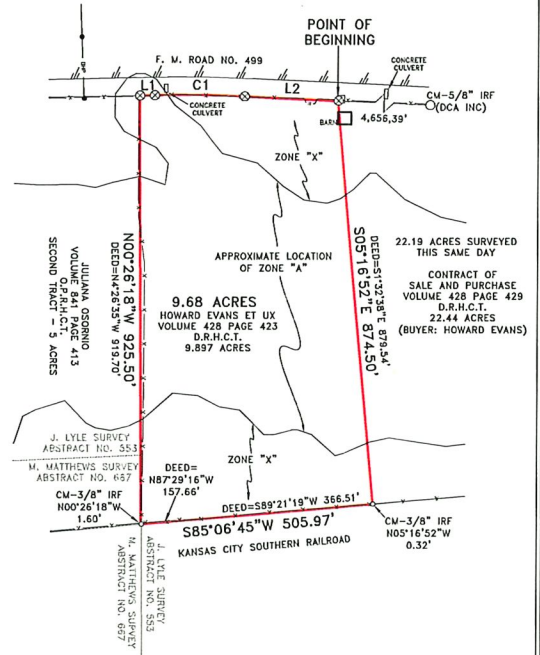 POINT OF
BEGINNING
F. M. ROAD NO. 499
CONCRETE
CULVERT
L1
C1
L2
CONCRETE
CULVERT
CM-5/8" IRF
(DCA INC)
BARN
4,656.39'
ZONE "X"
N00°26'18"W 925.50'
DEED=N4°26'35"W 919.70'
JULIANA OSORNIO
VOLUME 841 PAGE 413
O.P.R.H.C.T.
SECOND TRACT - 5 ACRES
APPROXIMATE LOCATION
OF ZONE "A"
9.68 ACRES
HOWARD EVANS ET UX
VOLUME 428 PAGE 423
D.R.H.C.T.
9.897 ACRES
DEED=S1°32'35"E 879.54'
S05°16'52"E 874.50'
22.19 ACRES SURVEYED
THIS SAME DAY
CONTRACT OF
SALE AND PURCHASE
VOLUME 428 PAGE 429
D.R.H.C.T.
22.44 ACRES
(BUYER: HOWARD EVANS)
J. LYLE SURVEY
ABSTRACT NO. 553
M. MATTHEWS SURVEY
ABSTRACT NO. 667
DEED=
N87°29'16"W
157.66'
ZONE "X"
CM-3/8" IRF
N00°26'18"W
1.60'
DEED=S89°21'19"W 366.51'
S85°06'45"W 505.97'
KANSAS CITY SOUTHERN RAILROAD
CM-3/8" IRF
N05°16'52"W
0.32'
J. LYLE SURVEY
ABSTRACT NO. 553
M. MATTHEWS SURVEY
ABSTRACT NO. 667